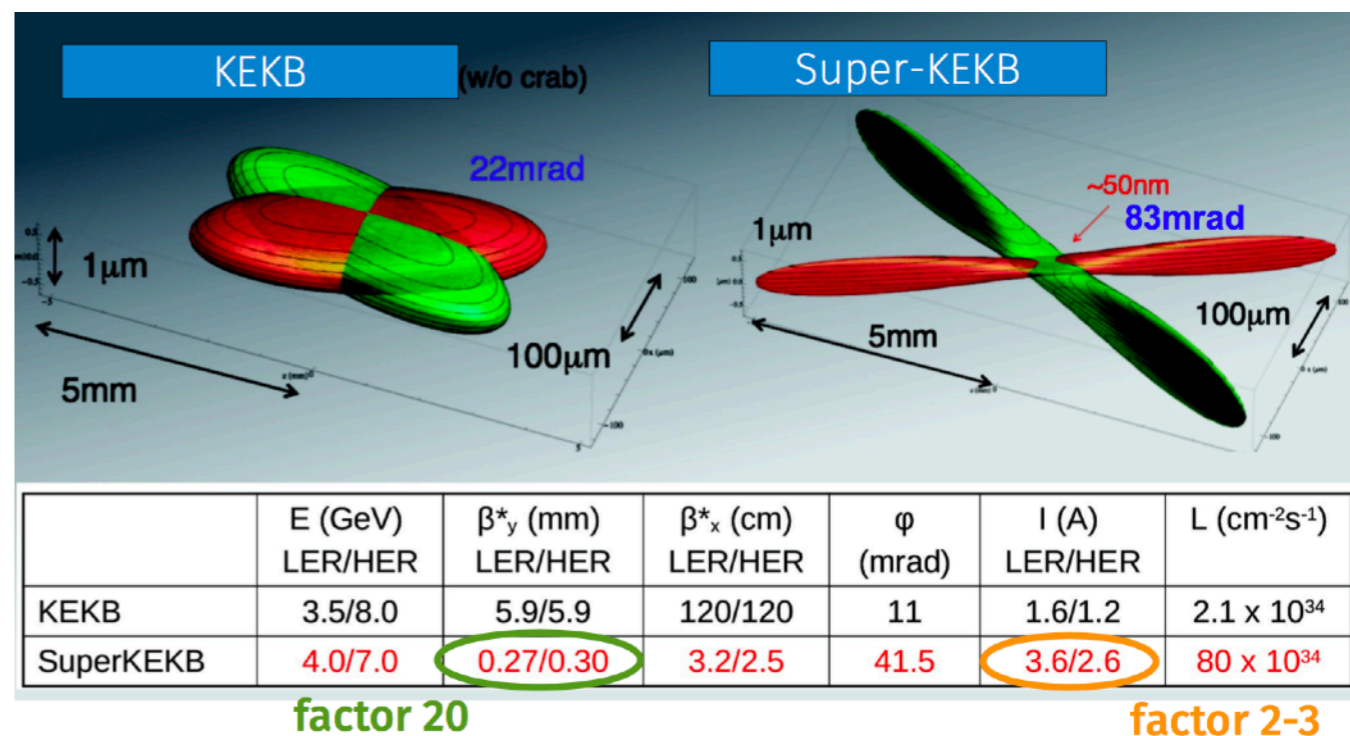 KEKB
(w/o crab)
Super-KEKB
22mrad
~50nm
83mrad
1μm
1μm
100μm
100μm
5mm
5mm
E (GeV) LER/HER
β*y (mm) LER/HER
β*x (cm) LER/HER
φ (mrad)
I (A) LER/HER
L (cm-2s-1)
KEKB 3.5/8.0 5.9/5.9 120/120 11 1.6/1.2 2.1 x 10³⁴
SuperKEKB 4.0/7.0 0.27/0.30 3.2/2.5 41.5 3.6/2.6 80 x 10³⁴
factor 20
factor 2-3